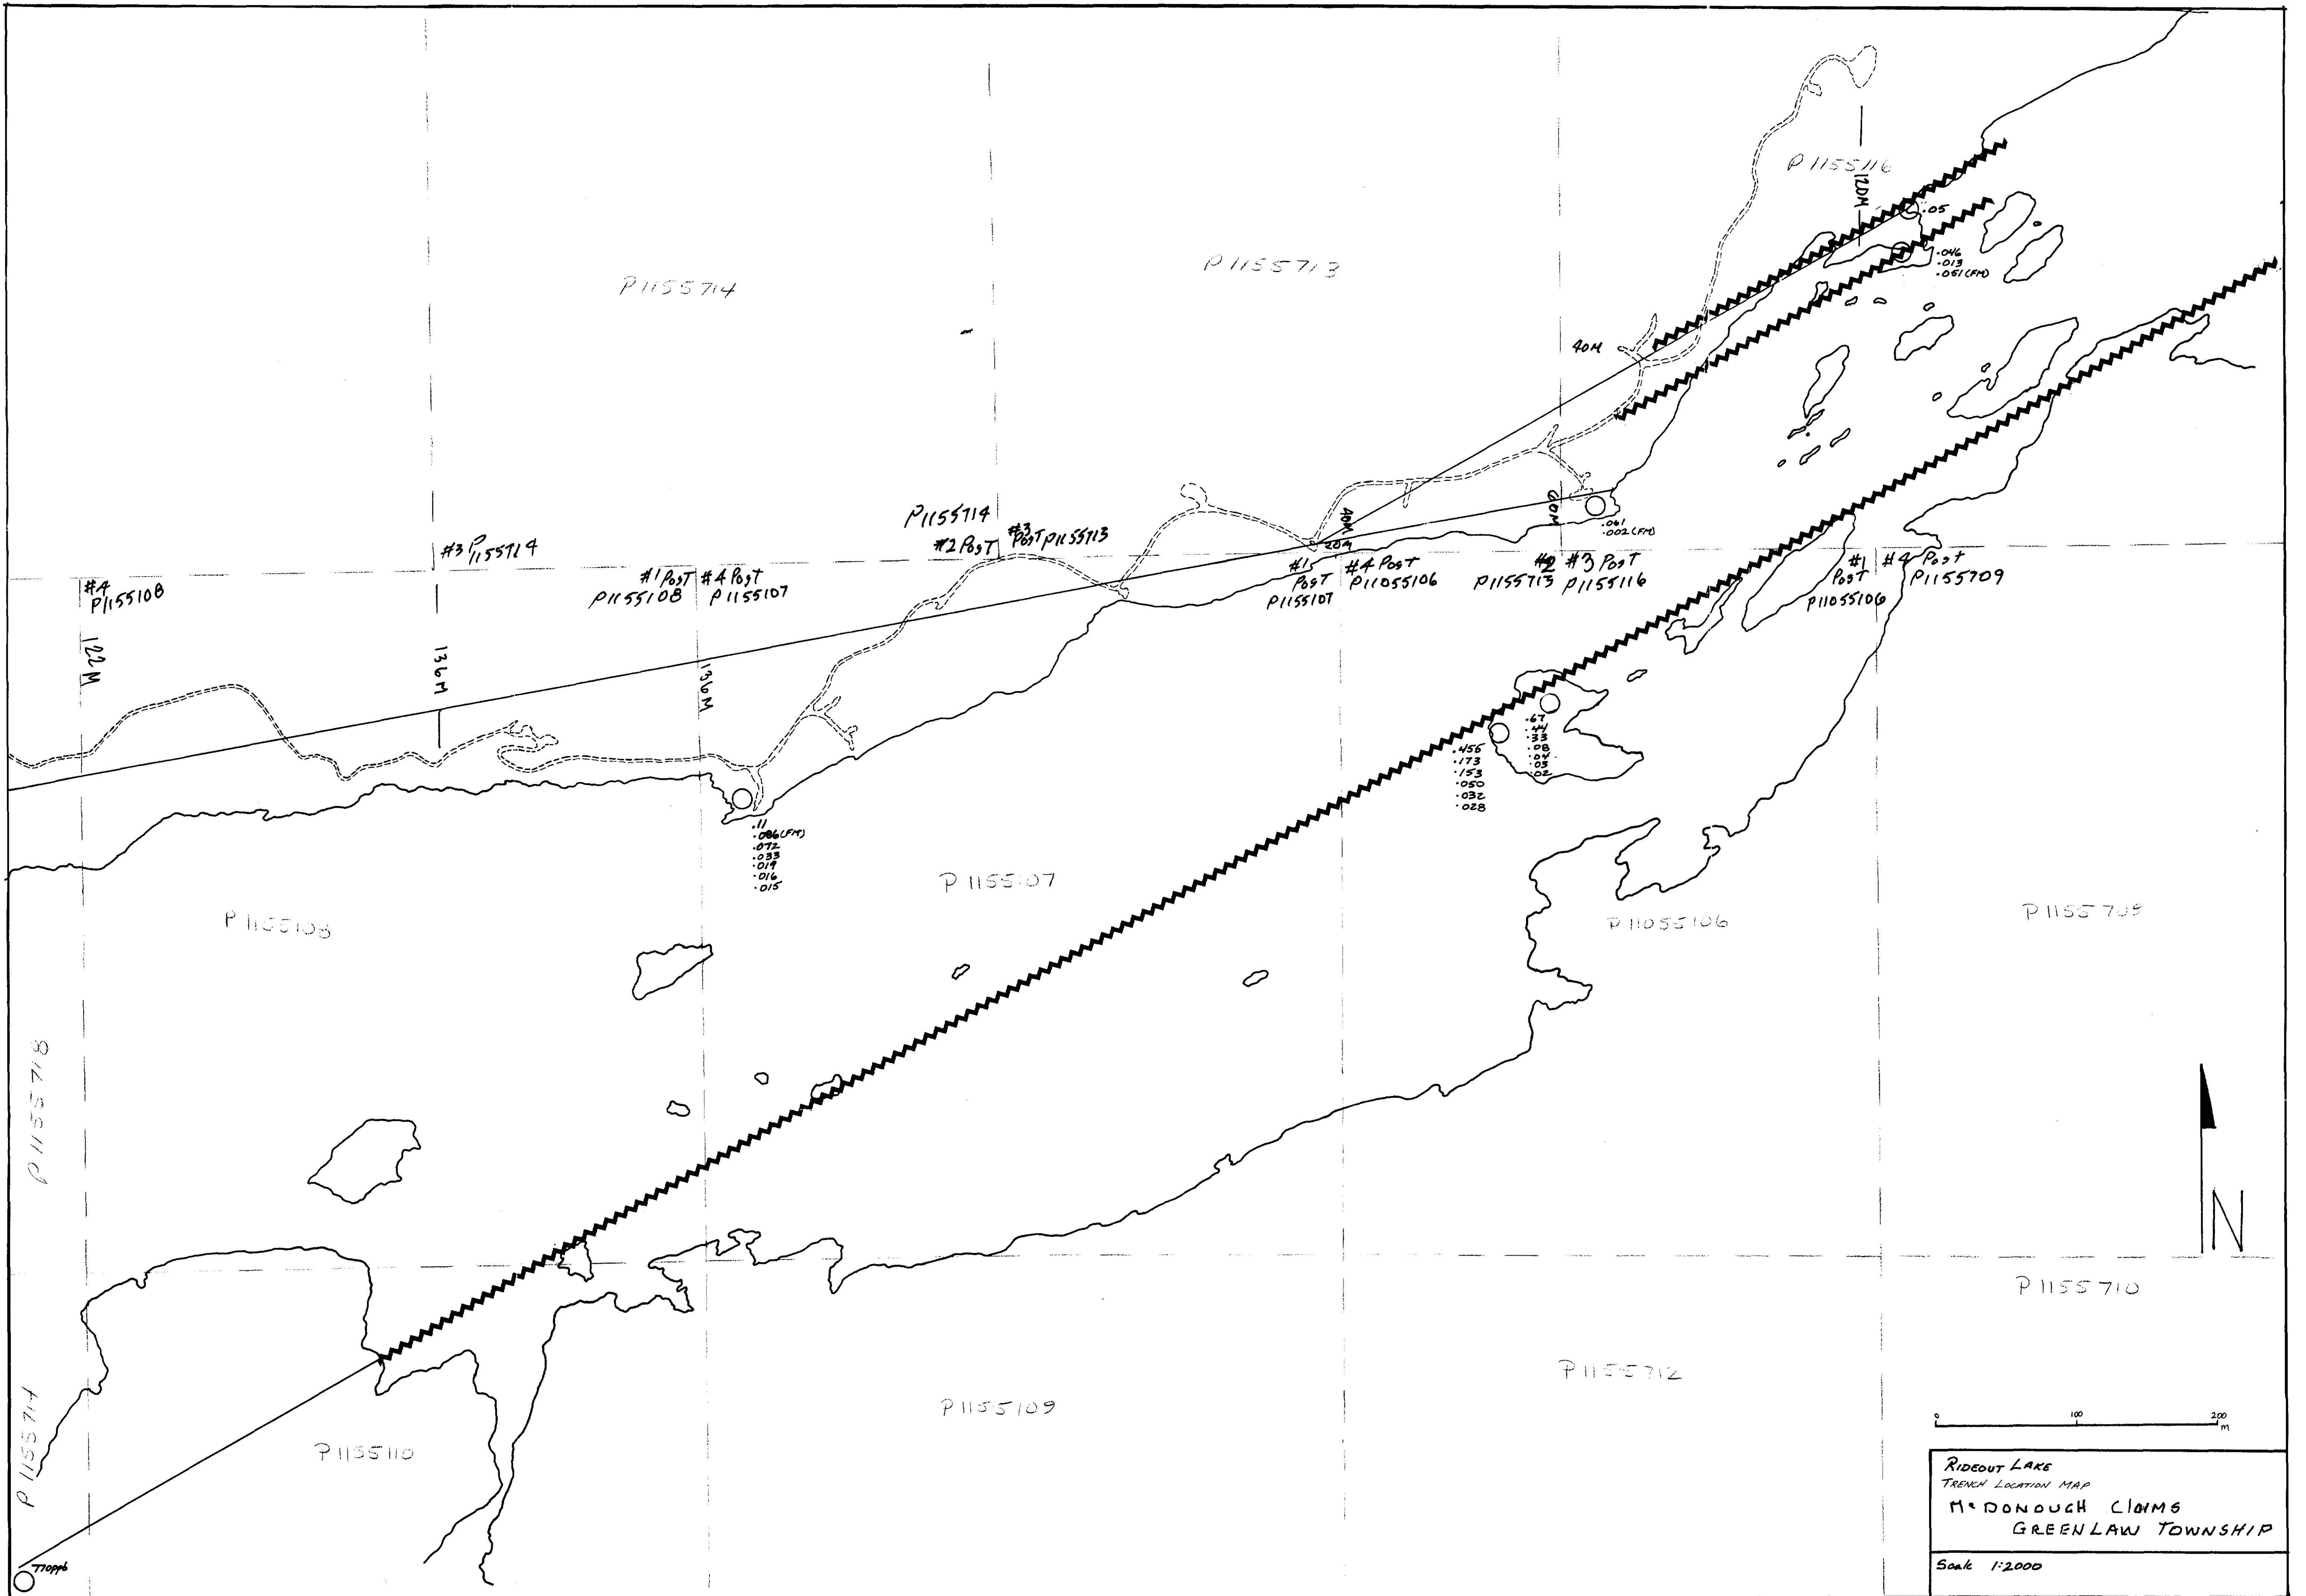 P1155116
120M
.05
.046
.013
.051 (FM)
P1155714
P1155713
40M
60M
.061
.002 (FM)
40M
20M
P1155714
#2 Post
#3
Post P1155713
#3 P1155714
#4
P1155108
#1 Post
P1155108
#4 Post
P1155107
#1
Post
P1155107
#4 Post
P11055106
#2
P1155713
#3 Post
P1155116
#1
Post
P11055106
#4 Post
P1155709
122M
136M
136M
.67
.44
.33
.08
.04
.03
.02
.455
.173
.153
.050
.032
.028
.11
.086 (FM)
.072
.033
.019
.016
.015
P1155107
P1155108
P11055106
P1155709
P1155718
N
P1155710
P1155712
P1155109
P1155110
P1155714
770ppb
0 100 200
m
RIDEOUT LAKE
TRENCH LOCATION MAP
McDONOUGH CLAIMS
GREENLAW TOWNSHIP
Scale 1:2000